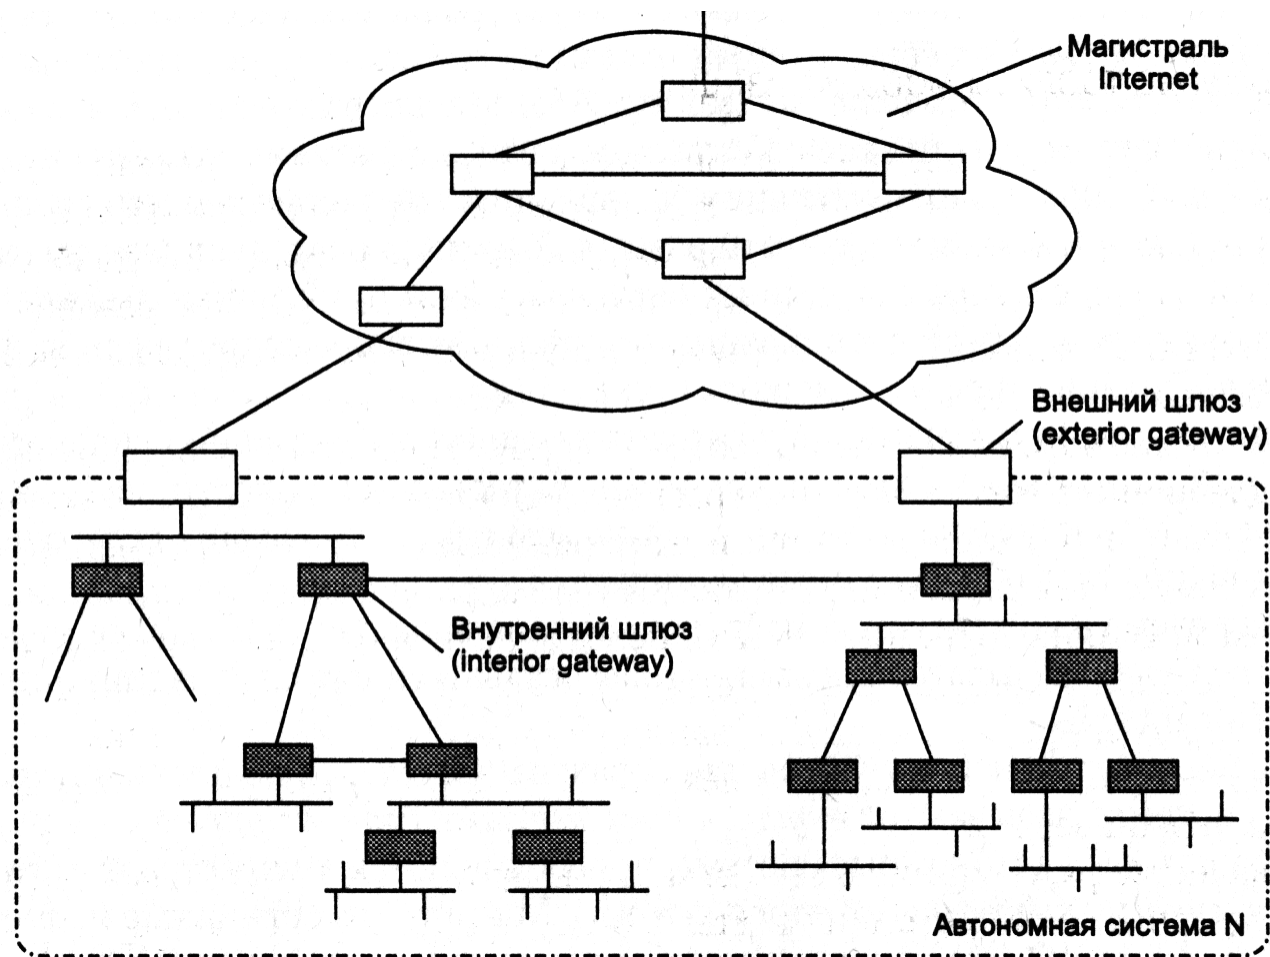 Магистраль
Internet
Внешний шлюз
(exterior gateway)
Внутренний шлюз
(interior gateway)
Автономная система N